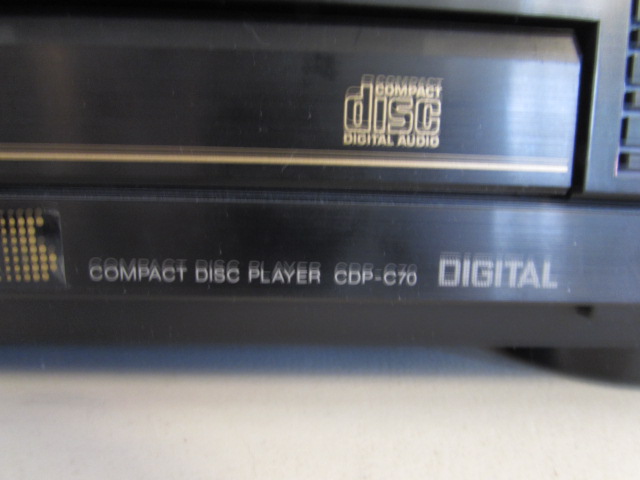 COMPACT
disc
DIGITAL AUDIO
COMPACT DISC PLAYER CDP-C70 DIGITAL